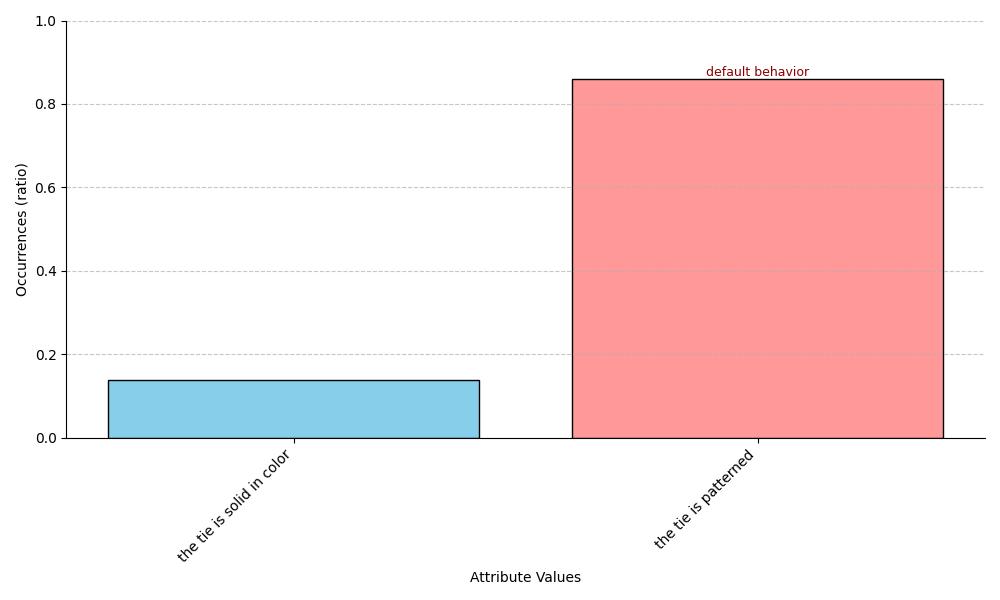 1.0
default behavior
0.8
0.6
0.4
0.2
0.0
Occurrences (ratio)
the tie is solid in color
the tie is patterned
Attribute Values